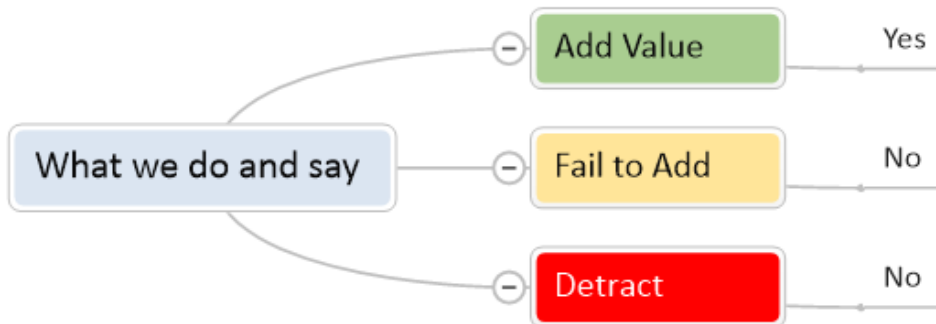 Add Value
Yes
What we do and say
Fail to Add
No
Detract
No